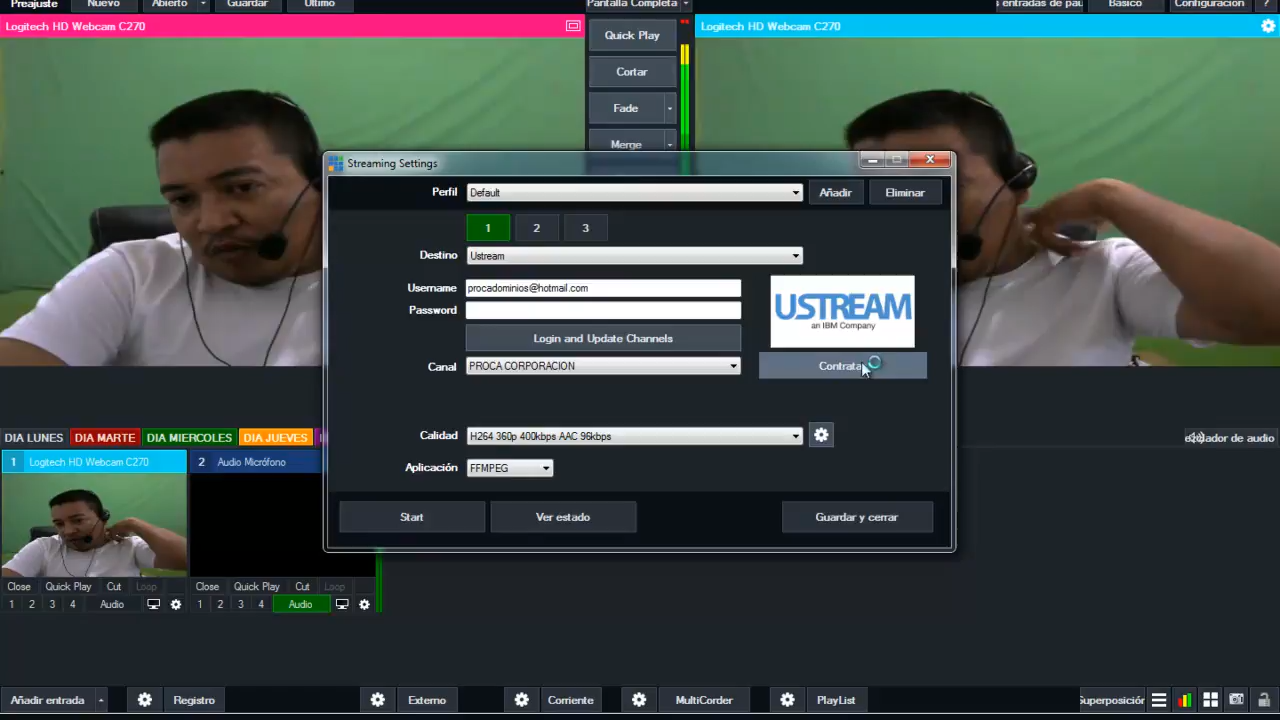 Preajuste Nuevo Abierto Guardar Último Pantalla Completa entradas de pau Básico Configuración ?
Logitech HD Webcam C270
Logitech HD Webcam C270
Quick Play
Cortar
Fade
Merge
Streaming Settings
Perfil Default Añadir Eliminar
1 2 3
Destino Ustream
Username procadominios@hotmail.com
Password
USTREAM
an IBM Company
Login and Update Channels
Canal PROCA CORPORACION Contrata
Calidad H264 360p 400kbps AAC 96kbps
Aplicación FFMPEG
Start Ver estado Guardar y cerrar
DIA LUNES DIA MARTE DIA MIERCOLES DIA JUEVES
de audio
1 Logitech HD Webcam C270 2 Audio Micrófono
Close Quick Play Cut Loop Close Quick Play Cut Loop
1 2 3 4 Audio 1 2 3 4 Audio
Añadir entrada Registro Externo Corriente MultiCorder PlayList Superposición